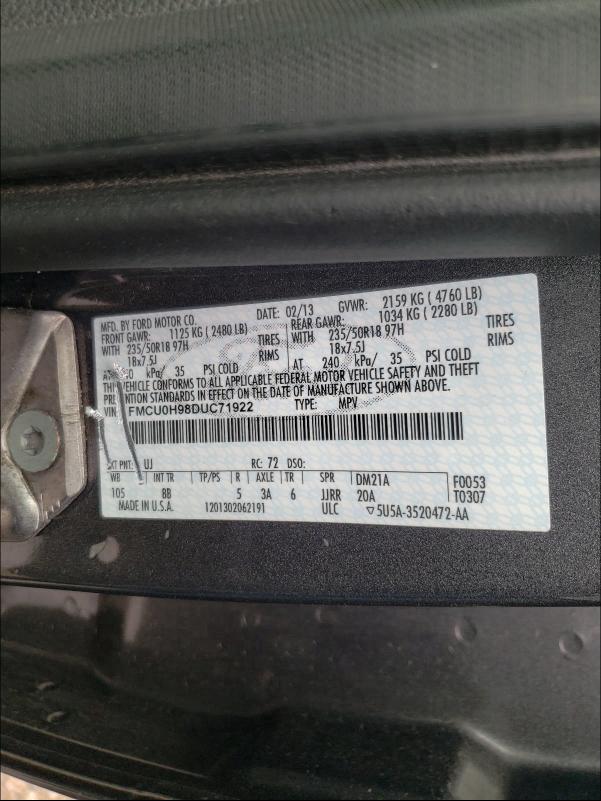 MFD. BY FORD MOTOR CO. DATE: 02/13 GVWR: 2159 KG ( 4760 LB)
FRONT GAWR: 1125 KG ( 2480 LB) REAR GAWR: 1034 KG ( 2280 LB)
WITH 235/50R18 97H TIRES WITH 235/50R18 97H TIRES
18x7.5J RIMS 18x7.5J RIMS
kPa/ 35 PSI COLD AT 240 kPa/ 35 PSI COLD
VEHICLE CONFORMS TO ALL APPLICABLE FEDERAL MOTOR VEHICLE SAFETY AND THEFT
PREVENTION STANDARDS IN EFFECT ON THE DATE OF MANUFACTURE SHOWN ABOVE.
VIN: FMCU0H98DUC71922 TYPE: MPV
PNT: UJ RC: 72 DSO:
WB INT TR TP/PS R AXLE TR SPR DM21A F0053
105 8B 5 3A 6 JJRR 20A T0307
MADE IN U.S.A. 1201302062191 ULC ▽5U5A-3520472-AA